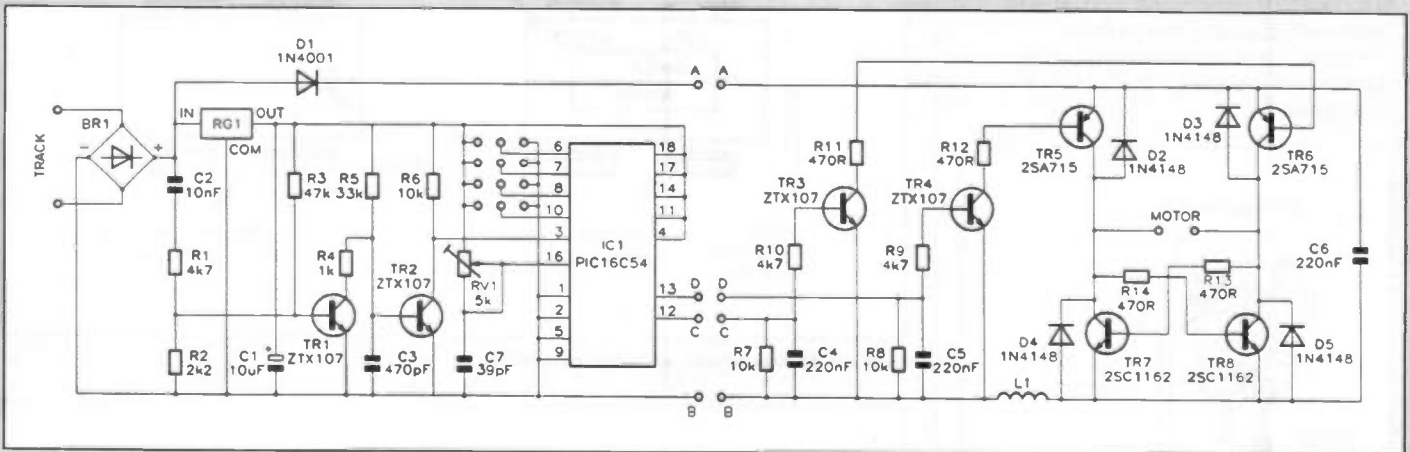 D1
1N4001
A A
TRACK
BR1
-
+
IN
RG1
OUT
COM
C2
10nF
R1
4k7
R2
2k2
C1
+
10uF
R3
47k
R5
33k
R6
10k
R4
1k
TR1
ZTX107
TR2
ZTX107
C3
470pF
RV1
5k
C7
39pF
6
7
8
10
3
16
1
2
5
9
IC1
PIC16C54
18
17
14
11
4
13
12
D D
C C
B B
R11
470R
TR3
ZTX107
R10
4k7
R7
10k
C4
220nF
R12
470R
TR4
ZTX107
R9
4k7
R8
10k
C5
220nF
L1
TR5
2SA715
D2
1N4148
D3
1N4148
TR6
2SA715
MOTOR
R14
470R
R13
470R
D4
1N4148
TR7
2SC1162
TR8
2SC1162
D5
1N4148
C6
220nF